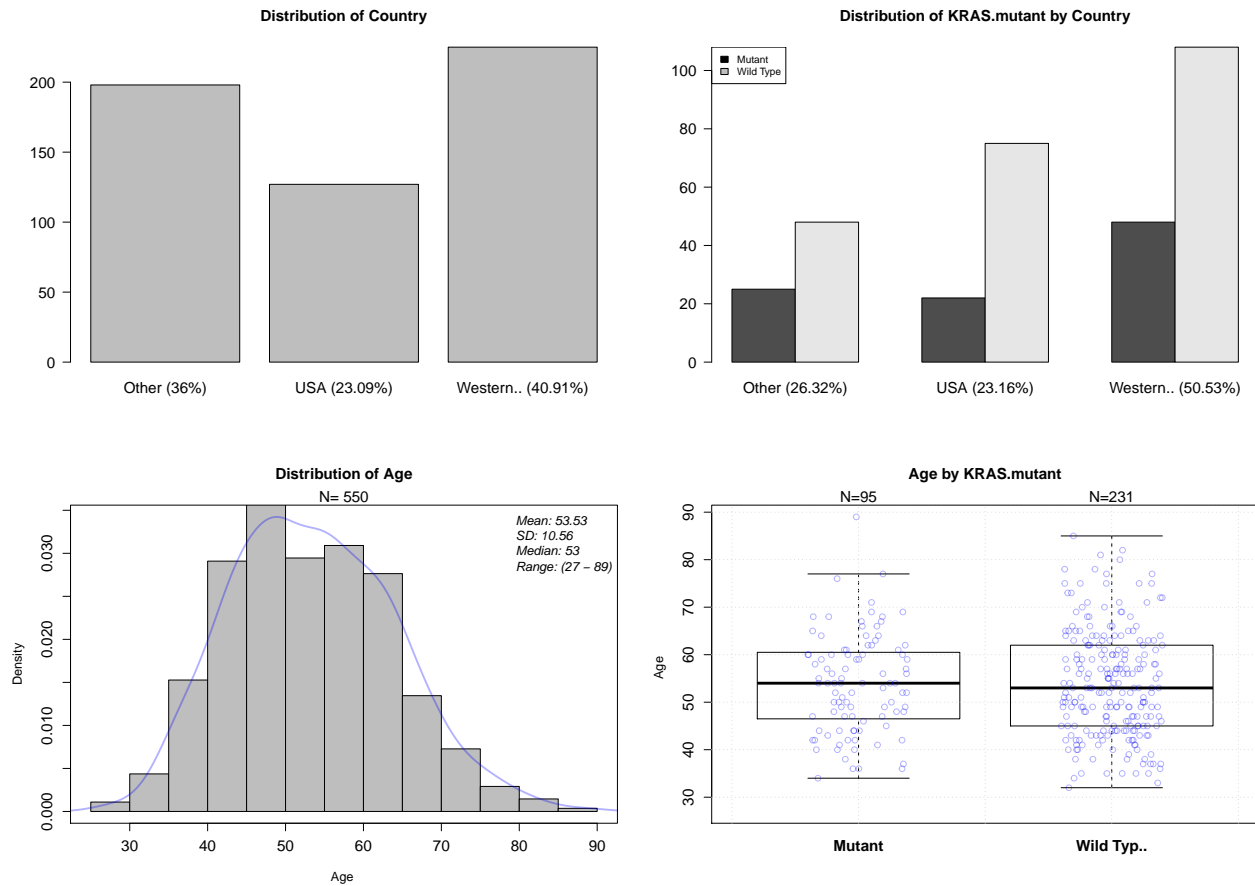 Distribution of Country
200
150
100
50
0
Other (36%) USA (23.09%) Western.. (40.91%)
Distribution of KRAS.mutant by Country
Mutant
Wild Type
100
80
60
40
20
0
Other (26.32%) USA (23.16%) Western.. (50.53%)
Distribution of Age
N= 550
Mean: 53.53
SD: 10.56
Median: 53
Range: (27 − 89)
Density
0.030
0.020
0.010
0.000
30 40 50 60 70 80 90
Age
Age by KRAS.mutant
N=95 N=231
Age
90
80
70
60
50
40
30
Mutant Wild Typ..